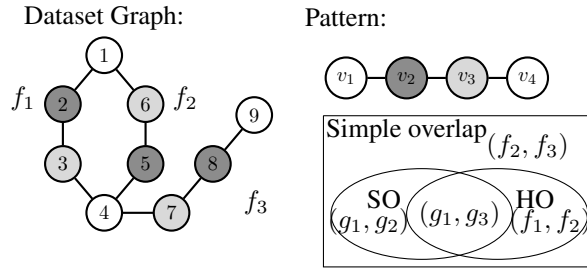 Dataset Graph:
Pattern:
1
f₁ 2 6 f₂
9
3 5 8
4 7 f₃
v₁ v₂ v₃ v₄
Simple overlap
(f₂, f₃)
SO HO
(g₁, g₂) (g₁, g₃) (f₁, f₂)